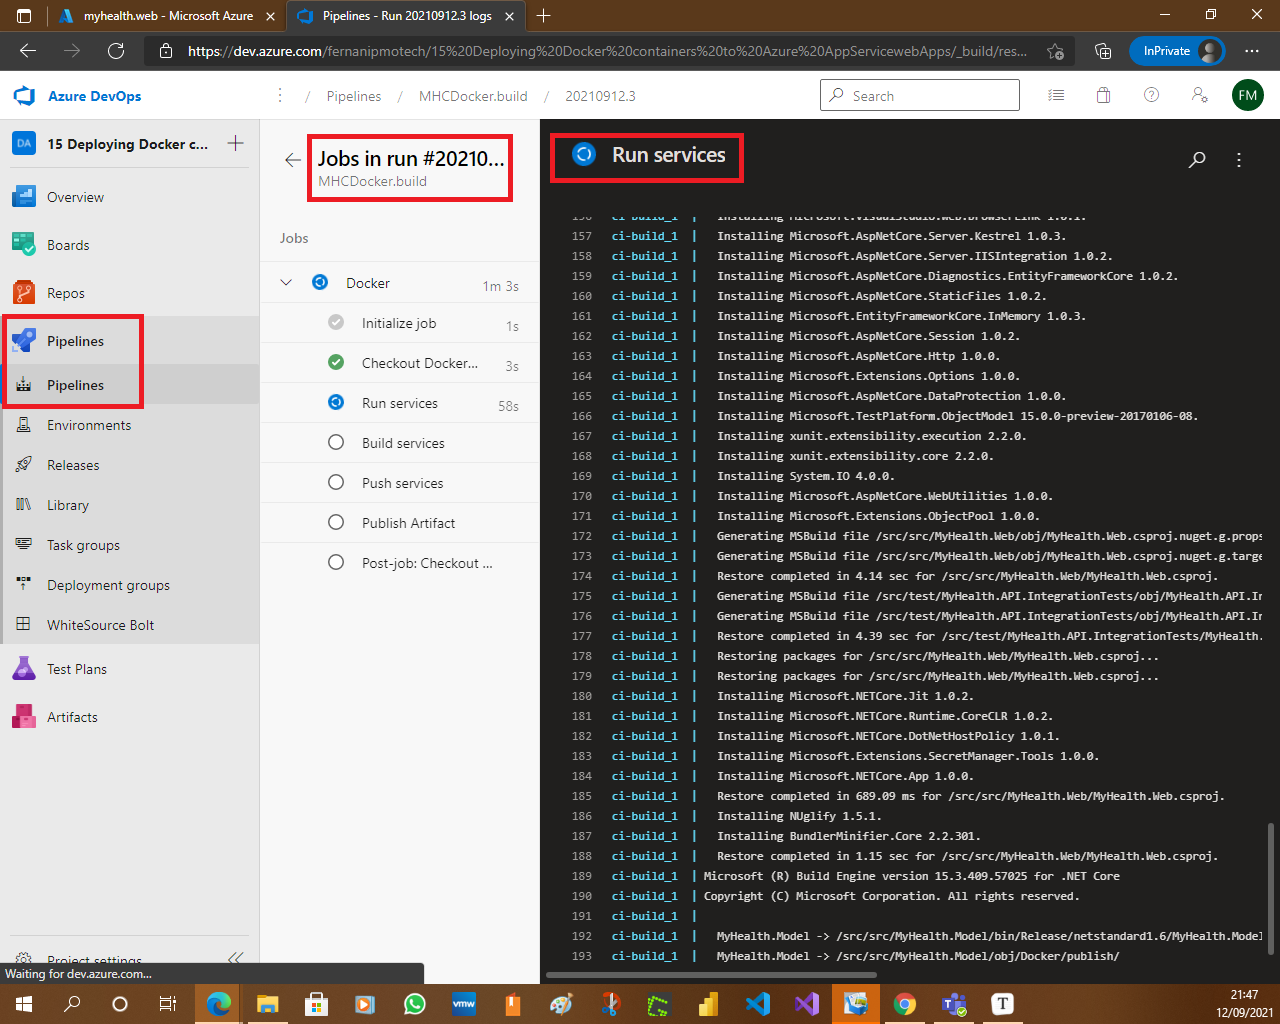 myhealth.web - Microsoft Azure
Pipelines - Run 20210912.3 logs
https://dev.azure.com/fernanipmotech/15%20Deploying%20Docker%20containers%20to%20Azure%20AppServicewebApps/_build/res...
InPrivate
Azure DevOps
/ Pipelines / MHCDocker.build / 20210912.3
Search
FM
DA
15 Deploying Docker c...
Overview
Boards
Repos
Pipelines
Pipelines
Environments
Releases
Library
Task groups
Deployment groups
WhiteSource Bolt
Test Plans
Artifacts
Project settings
Waiting for dev.azure.com...
Jobs in run #20210...
MHCDocker.build
Jobs
Docker 1m 3s
Initialize job 1s
Checkout Docker... 3s
Run services 58s
Build services
Push services
Publish Artifact
Post-job: Checkout ...
Run services
156 ci-build_1 | Installing Microsoft.VisualStudio.Web.BrowserLink 1.0.1.
157 ci-build_1 | Installing Microsoft.AspNetCore.Server.Kestrel 1.0.3.
158 ci-build_1 | Installing Microsoft.AspNetCore.Server.IISIntegration 1.0.2.
159 ci-build_1 | Installing Microsoft.AspNetCore.Diagnostics.EntityFrameworkCore 1.0.2.
160 ci-build_1 | Installing Microsoft.AspNetCore.StaticFiles 1.0.2.
161 ci-build_1 | Installing Microsoft.EntityFrameworkCore.InMemory 1.0.3.
162 ci-build_1 | Installing Microsoft.AspNetCore.Session 1.0.2.
163 ci-build_1 | Installing Microsoft.AspNetCore.Http 1.0.0.
164 ci-build_1 | Installing Microsoft.Extensions.Options 1.0.0.
165 ci-build_1 | Installing Microsoft.AspNetCore.DataProtection 1.0.0.
166 ci-build_1 | Installing Microsoft.TestPlatform.ObjectModel 15.0.0-preview-20170106-08.
167 ci-build_1 | Installing xunit.extensibility.execution 2.2.0.
168 ci-build_1 | Installing xunit.extensibility.core 2.2.0.
169 ci-build_1 | Installing System.IO 4.0.0.
170 ci-build_1 | Installing Microsoft.AspNetCore.WebUtilities 1.0.0.
171 ci-build_1 | Installing Microsoft.Extensions.ObjectPool 1.0.0.
172 ci-build_1 | Generating MSBuild file /src/src/MyHealth.Web/obj/MyHealth.Web.csproj.nuget.g.props
173 ci-build_1 | Generating MSBuild file /src/src/MyHealth.Web/obj/MyHealth.Web.csproj.nuget.g.targe
174 ci-build_1 | Restore completed in 4.14 sec for /src/src/MyHealth.Web/MyHealth.Web.csproj.
175 ci-build_1 | Generating MSBuild file /src/test/MyHealth.API.IntegrationTests/obj/MyHealth.API.In
176 ci-build_1 | Generating MSBuild file /src/test/MyHealth.API.IntegrationTests/obj/MyHealth.API.In
177 ci-build_1 | Restore completed in 4.39 sec for /src/test/MyHealth.API.IntegrationTests/MyHealth.
178 ci-build_1 | Restoring packages for /src/src/MyHealth.Web/MyHealth.Web.csproj...
179 ci-build_1 | Restoring packages for /src/src/MyHealth.Web/MyHealth.Web.csproj...
180 ci-build_1 | Installing Microsoft.NETCore.Jit 1.0.2.
181 ci-build_1 | Installing Microsoft.NETCore.Runtime.CoreCLR 1.0.2.
182 ci-build_1 | Installing Microsoft.NETCore.DotNetHostPolicy 1.0.1.
183 ci-build_1 | Installing Microsoft.Extensions.SecretManager.Tools 1.0.0.
184 ci-build_1 | Installing Microsoft.NETCore.App 1.0.0.
185 ci-build_1 | Restore completed in 689.09 ms for /src/src/MyHealth.Web/MyHealth.Web.csproj.
186 ci-build_1 | Installing NUglify 1.5.1.
187 ci-build_1 | Installing BundlerMinifier.Core 2.2.301.
188 ci-build_1 | Restore completed in 1.15 sec for /src/src/MyHealth.Web/MyHealth.Web.csproj.
189 ci-build_1 | Microsoft (R) Build Engine version 15.3.409.57025 for .NET Core
190 ci-build_1 | Copyright (C) Microsoft Corporation. All rights reserved.
191 ci-build_1 |
192 ci-build_1 | MyHealth.Model -> /src/src/MyHealth.Model/bin/Release/netstandard1.6/MyHealth.Model
193 ci-build_1 | MyHealth.Model -> /src/src/MyHealth.Model/obj/Docker/publish/
vmw
T
21:47
12/09/2021